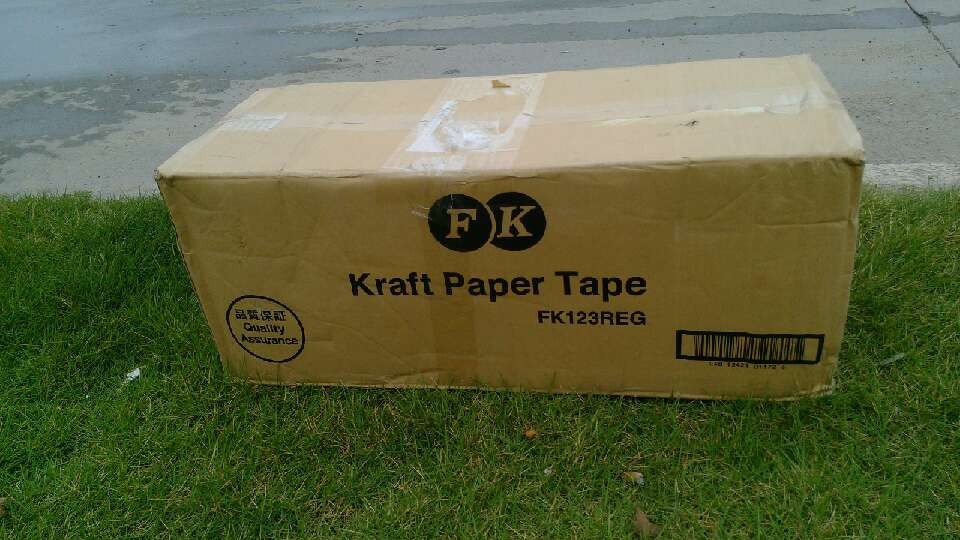 FK
Kraft Paper Tape
FK123REG
品質保証
Quality
Assurance